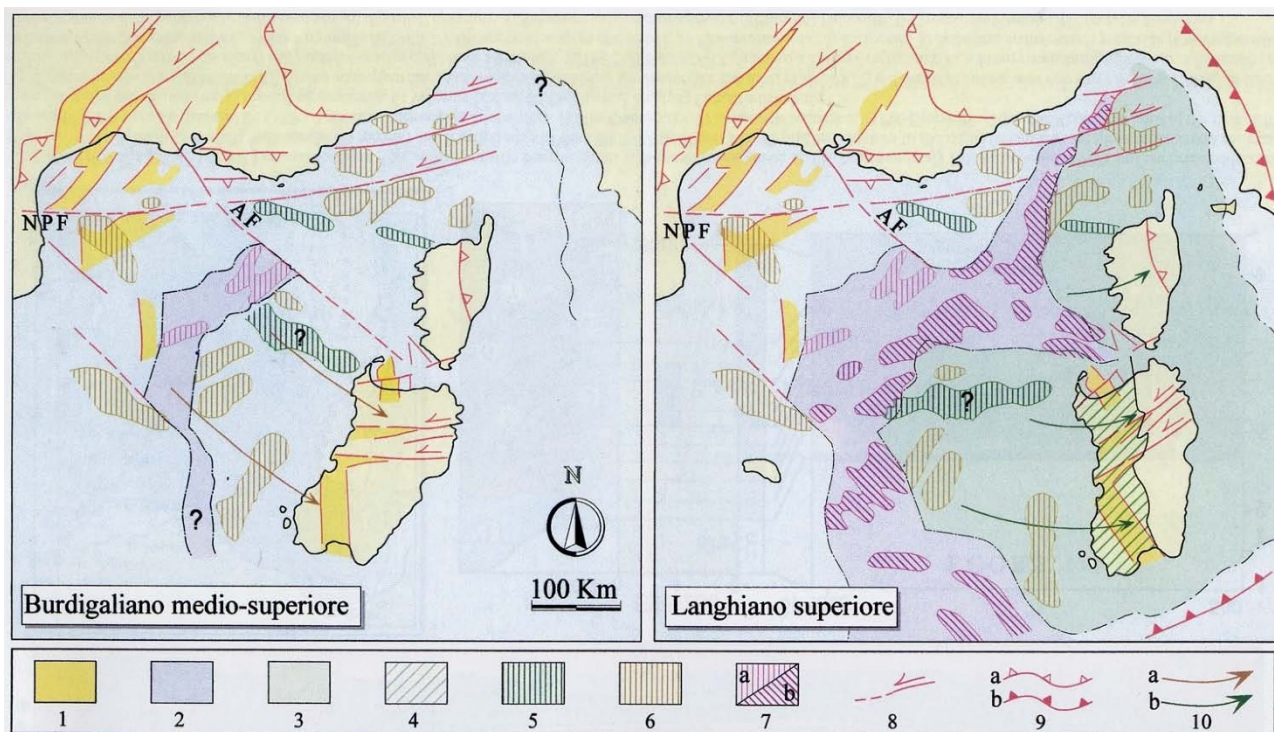 ?
NPF
AF
?
?
N
100 Km
Burdigaliano medio-superiore
NPF
AF
?
Langhiano superiore
a
b
a
b
a
b
1
2
3
4
5
6
7
8
9
10